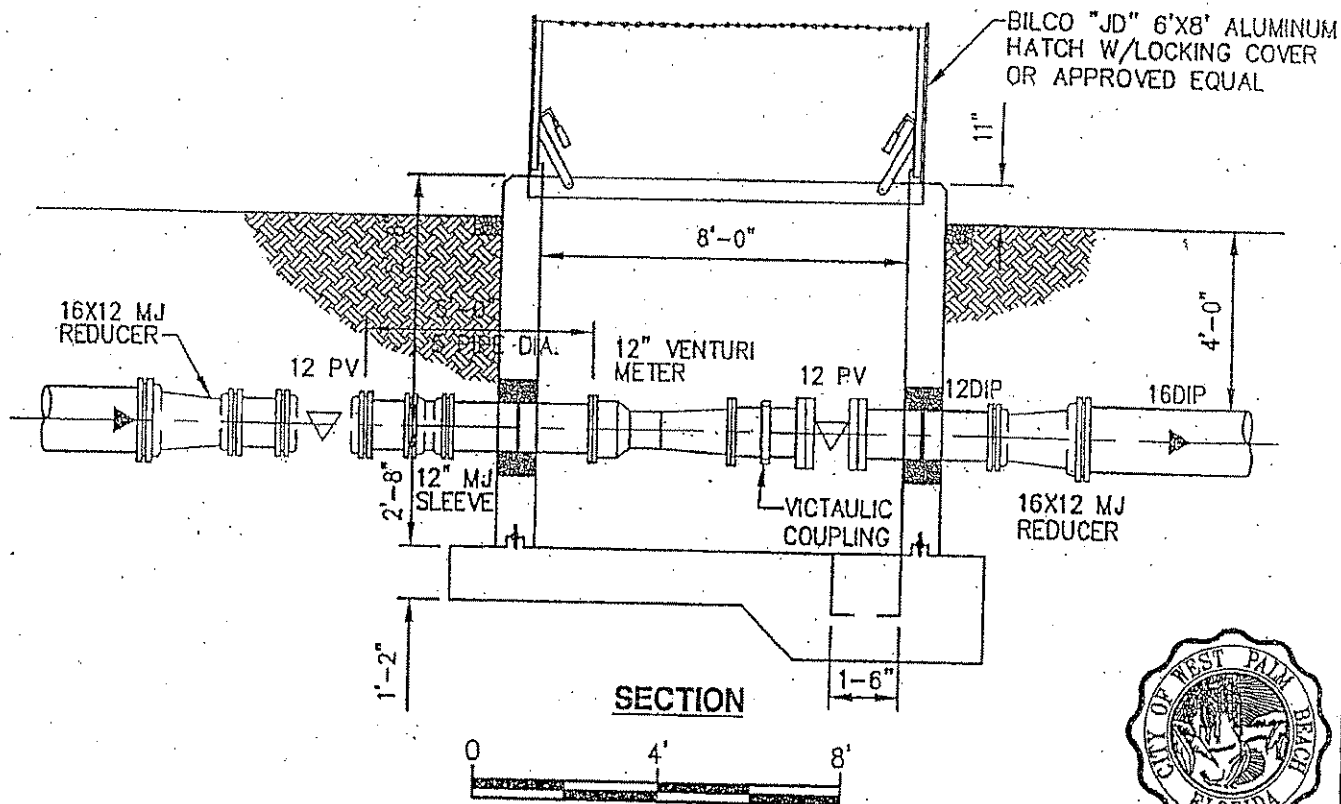 BILCO "JD" 6'X8' ALUMINUM
HATCH W/LOCKING COVER
OR APPROVED EQUAL
11"
8'-0"
4'-0"
16X12 MJ
REDUCER
PIPE DIA.
12 PV
12" VENTURI
METER
12 PV
12DIP
16DIP
2'-8"
12" MJ
SLEEVE
VICTAULIC
COUPLING
16X12 MJ
REDUCER
1'-2"
1-6"
SECTION
0
4'
8'
CITY OF WEST PALM BEACH
FLORIDA